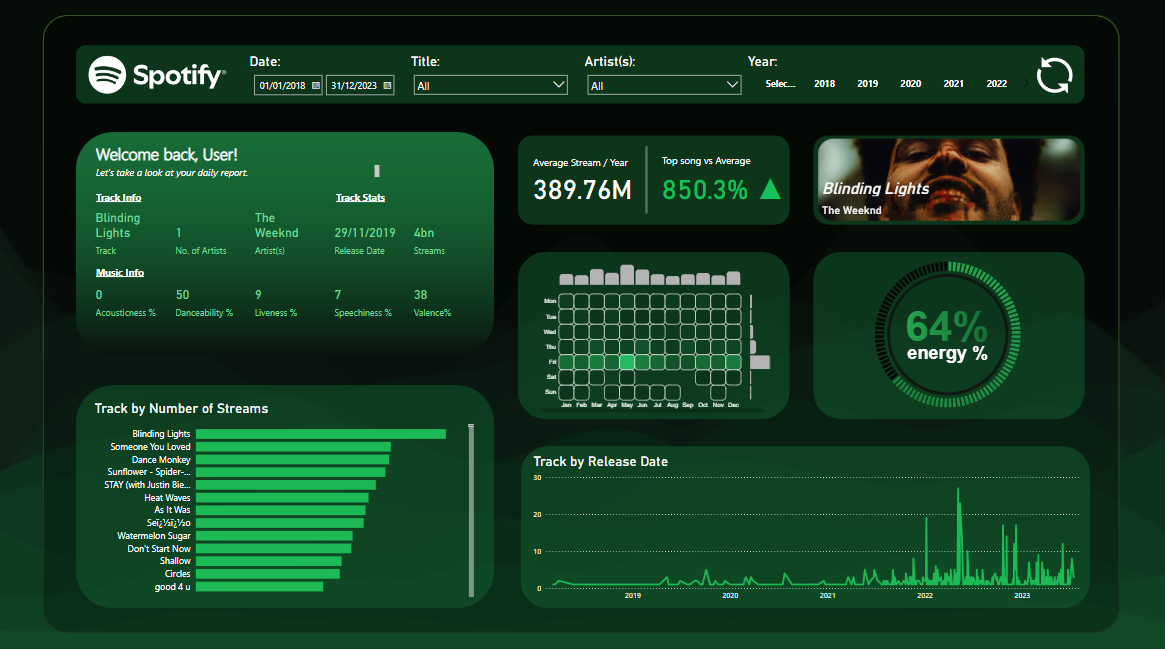 Spotify®
Date:
01/01/2018
31/12/2023
Title:
All
Artist(s):
All
Year:
Selec...
2018
2019
2020
2021
2022
Welcome back, User!
Let's take a look at your daily report.
Track Info
Track Stats
Blinding
Lights
1
The
Weeknd
29/11/2019
4bn
Track
No. of Artists
Artist(s)
Release Date
Streams
Music Info
0
50
9
7
38
Acousticness %
Danceability %
Liveness %
Speechiness %
Valence%
Average Stream / Year
389.76M
Top song vs Average
850.3%
Blinding Lights
The Weeknd
Mon
Tue
Wed
Thu
Fri
Sat
Sun
Jan
Feb
Mar
Apr
May
Jun
Jul
Aug
Sep
Oct
Nov
Dec
64%
energy %
Track by Number of Streams
Blinding Lights
Someone You Loved
Dance Monkey
Sunflower - Spider-...
STAY (with Justin Bie...
Heat Waves
As It Was
Seï¿½ï¿½o
Watermelon Sugar
Don't Start Now
Shallow
Circles
good 4 u
Track by Release Date
30
20
10
0
2019
2020
2021
2022
2023